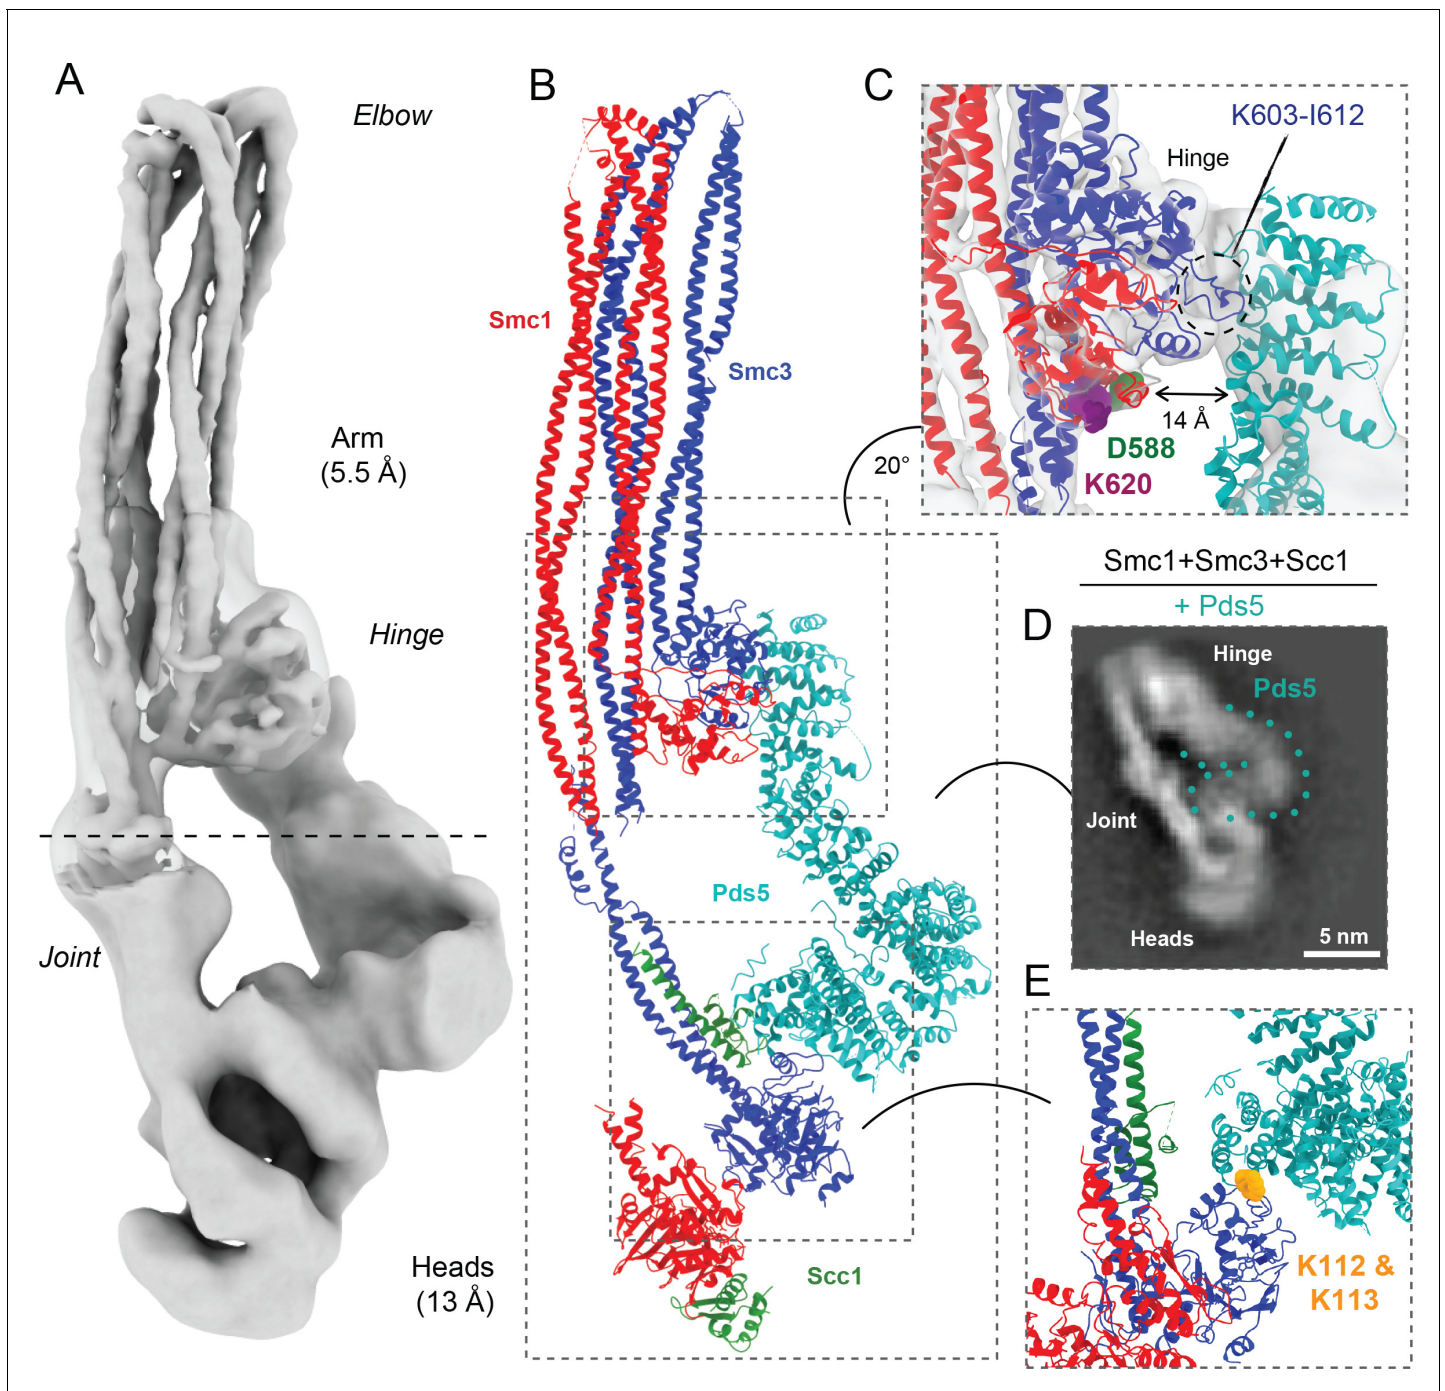 A
Elbow
Arm
(5.5 Å)
Hinge
Joint
Heads
(13 Å)
B
Smc1
Smc3
Pds5
Scc1
C
K603-I612
Hinge
14 Å
D588
K620
20°
Smc1+Smc3+Scc1
+ Pds5
D
Hinge
Pds5
Joint
Heads
5 nm
E
K112 &
K113